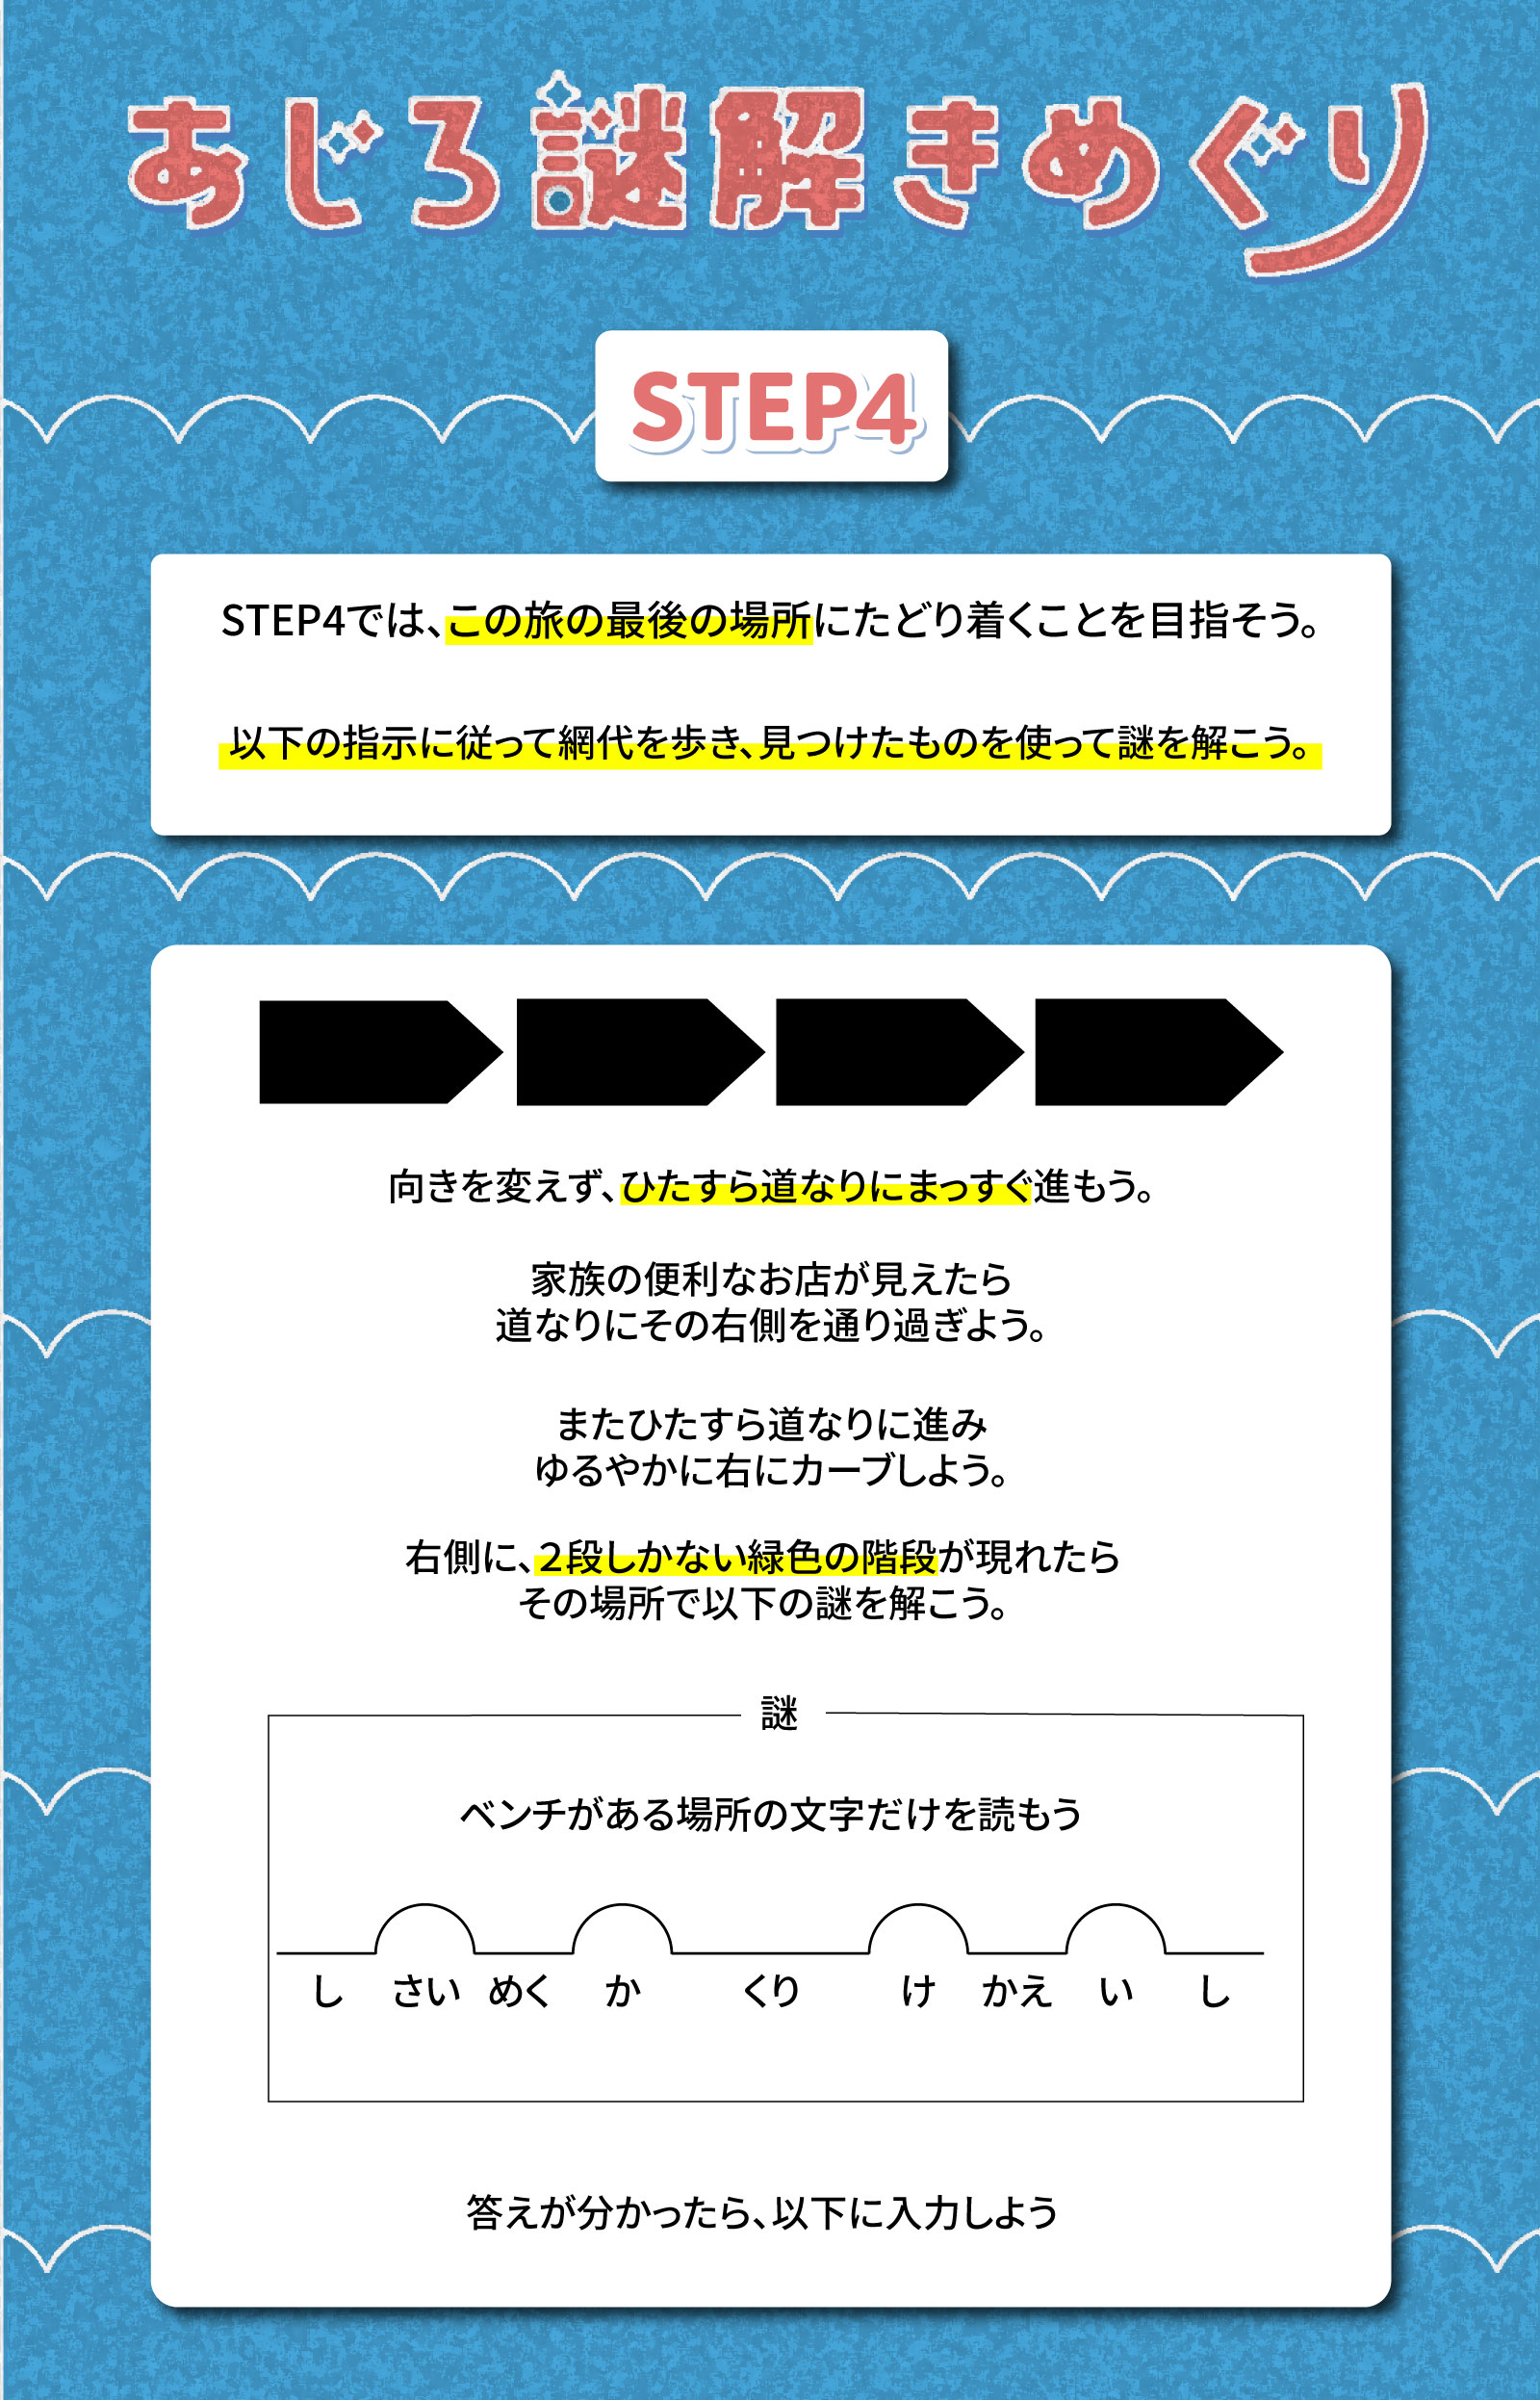 あじろ謎解きめぐり
STEP4
STEP4では、この旅の最後の場所にたどり着くことを目指そう。
以下の指示に従って網代を歩き、見つけたものを使って謎を解こう。
向きを変えず、ひたすら道なりにまっすぐ進もう。
家族の便利なお店が見えたら
道なりにその右側を通り過ぎよう。
またひたすら道なりに進み
ゆるやかに右にカーブしよう。
右側に、２段しかない緑色の階段が現れたら
その場所で以下の謎を解こう。
謎
ベンチがある場所の文字だけを読もう
し さい めく か くり け かえ い し
答えが分かったら、以下に入力しよう